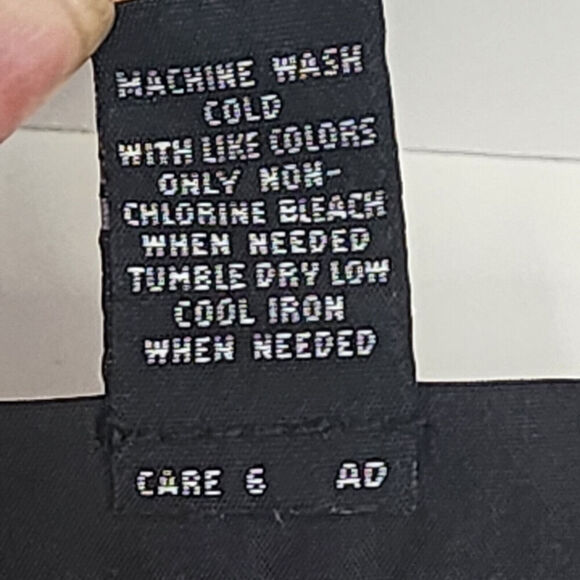 MACHINE WASH
COLD
WITH LIKE COLORS
ONLY NON-
CHLORINE BLEACH
WHEN NEEDED
TUMBLE DRY LOW
COOL IRON
WHEN NEEDED
CARE 6 AD